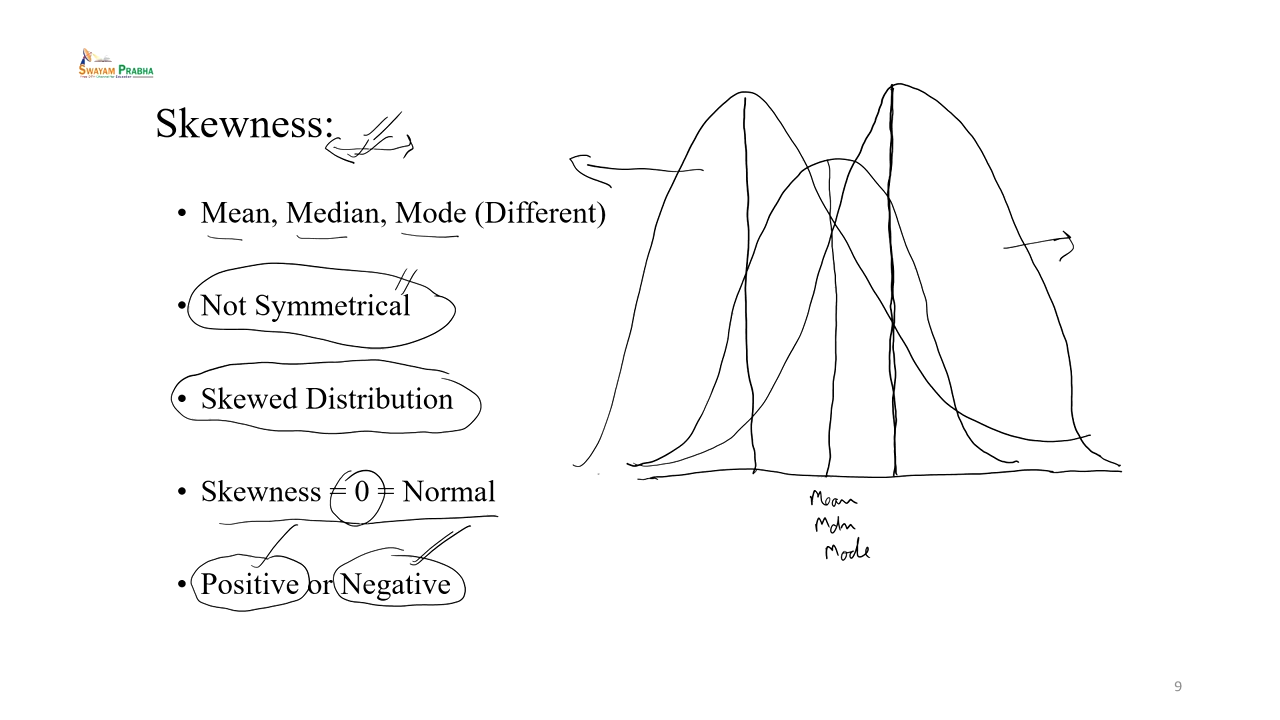 SWAYAM PRABHA
Skewness:
• Mean, Median, Mode (Different)
• Not Symmetrical
• Skewed Distribution
• Skewness = 0 = Normal
• Positive or Negative
Mean
Mdn
Mode
9